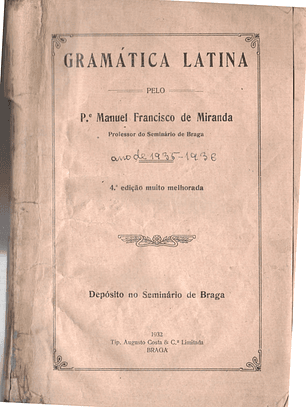 GRAMÁTICA LATINA
PELO
P.e Manuel Francisco de Miranda
Professor do Seminário de Braga
ano de 1935-1936
4.ª edição muito melhorada
Depósito no Seminário de Braga
1932
Tip. Augusto Costa & C.ª Limitada
BRAGA